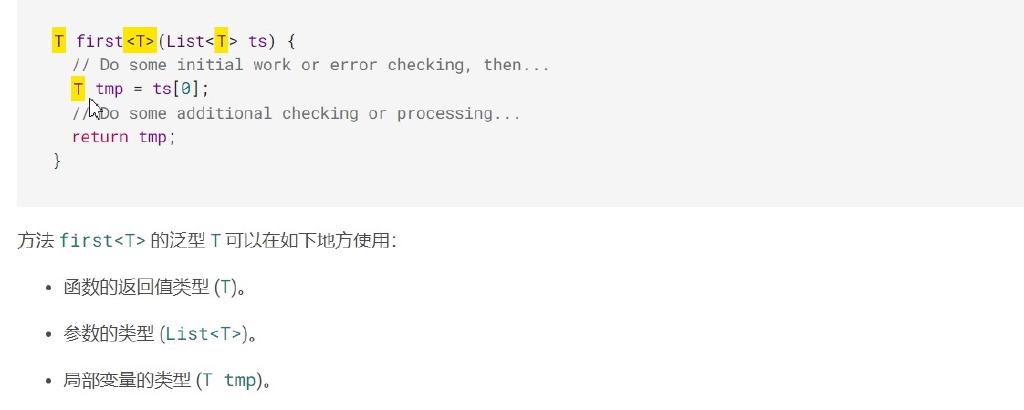 T first<T>(List<T> ts) {
// Do some initial work or error checking, then...
T tmp = ts[0];
// Do some additional checking or processing...
return tmp;
}
方法 first<T> 的泛型 T 可以在如下地方使用：
• 函数的返回值类型 (T)。
• 参数的类型 (List<T>)。
• 局部变量的类型 (T tmp)。